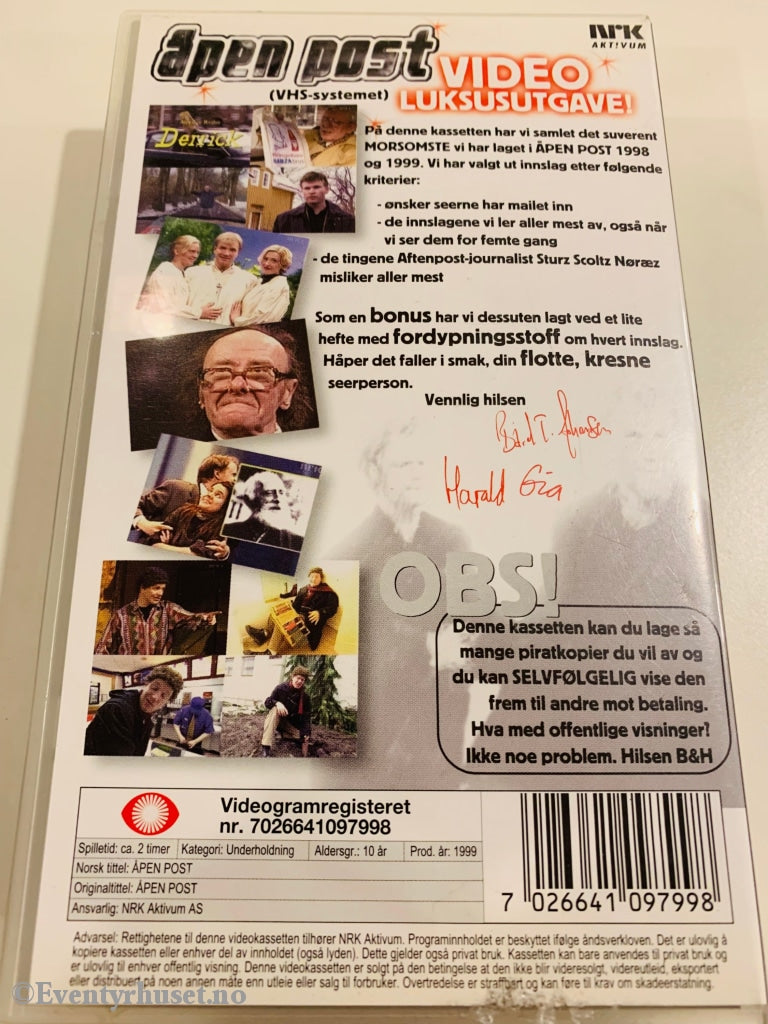 åpen post
nrk
AKT!VUM
(VHS-systemet)
VIDEO
LUKSUSUTGAVE!
Derrick
På denne kassetten har vi samlet det suverent
MORSOMSTE vi har laget i ÅPEN POST 1998
og 1999. Vi har valgt ut innslag etter følgende
kriterier:
- ønsker seerne har mailet inn
- de innslagene vi ler aller mest av, også når
vi ser dem for femte gang
- de tingene Aftenpost-journalist Sturz Scoltz Nøræz
misliker aller mest
Som en bonus har vi dessuten lagt ved et lite
hefte med fordypningsstoff om hvert innslag.
Håper det faller i smak, din flotte, kresne
seerperson.
Vennlig hilsen
Bård T.
Harald Eia
OBS!
Denne kassetten kan du lage så
mange piratkopier du vil av og
du kan SELVFØLGELIG vise den
frem til andre mot betaling.
Hva med offentlige visninger?
Ikke noe problem. Hilsen B&H
Videogramregisteret
nr. 7026641097998
Spilletid: ca. 2 timer Kategori: Underholdning Aldersgr.: 10 år Prod. år: 1999
Norsk tittel: ÅPEN POST
Originaltittel: ÅPEN POST
Ansvarlig: NRK Aktivum AS
7 026641 097998
Advarsel: Rettighetene til denne videokassetten tilhører NRK Aktivum. Programinnholdet er beskyttet ifølge åndsverkloven. Det er ulovlig å
kopiere kassetten eller enhver del av innholdet (også lyden). Dette gjelder også privat bruk. Kassetten kan bare anvendes til privat bruk og
er ulovlig til enhver offentlig visning. Denne videokassetten er solgt på den betingelse at den ikke blir videresolgt, videreutleid, eksportert
eller distribuert på noen annen måte enn utleie eller salg til forbruker. Overtredelse er straffbart og kan føre til krav om skadeerstatning.
©Eventyrhuset.no